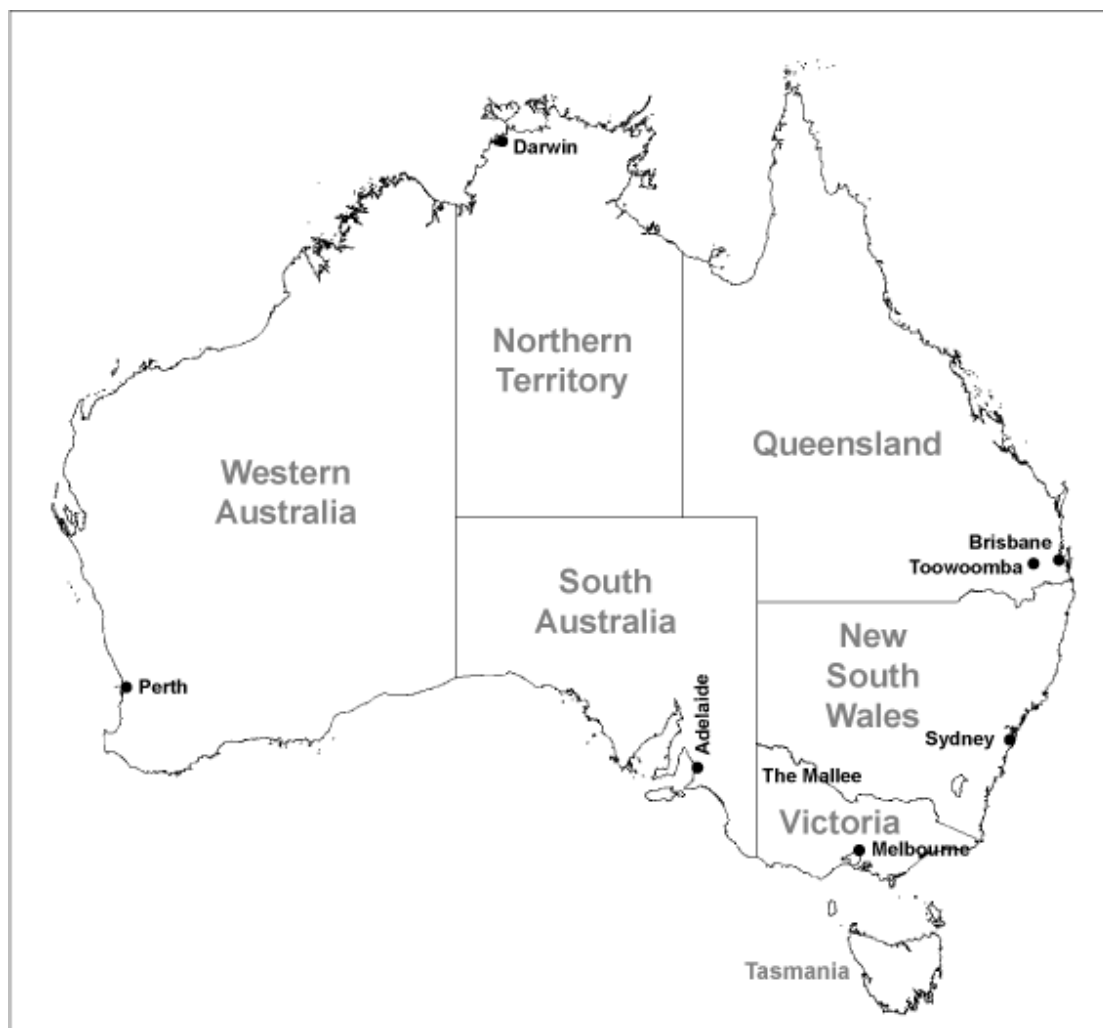 Darwin
Northern
Territory
Queensland
Western
Australia
Brisbane
Toowoomba
South
Australia
New
South
Wales
Perth
Adelaide
Sydney
The Mallee
Victoria
Melbourne
Tasmania